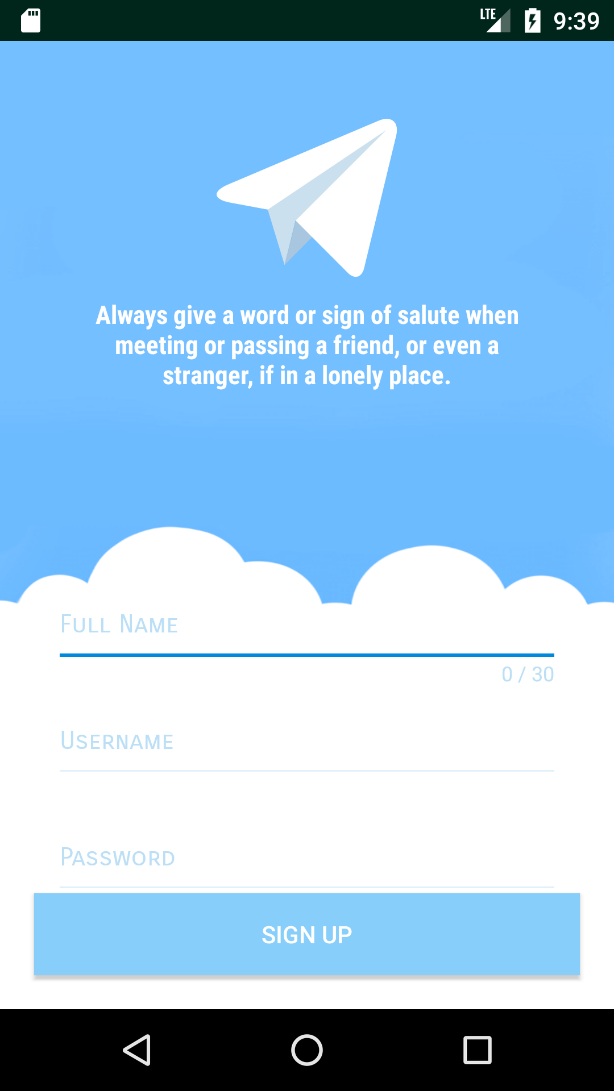 LTE 9:39
Always give a word or sign of salute when
meeting or passing a friend, or even a
stranger, if in a lonely place.
Full Name
0 / 30
Username
Password
SIGN UP